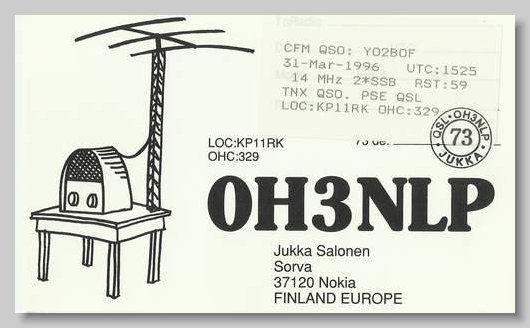 ToRadio
CFM QSO: YO2BOF
31-Mar-1996 UTC:1525
14 MHz 2*SSB RST:59
TNX QSO. PSE QSL
LOC:KP11RK OHC:329
QSL•OH3NLP
73
•JUKKA•
LOC:KP11RK 73 de:
OHC:329
OH3NLP
Jukka Salonen
Sorva
37120 Nokia
FINLAND EUROPE